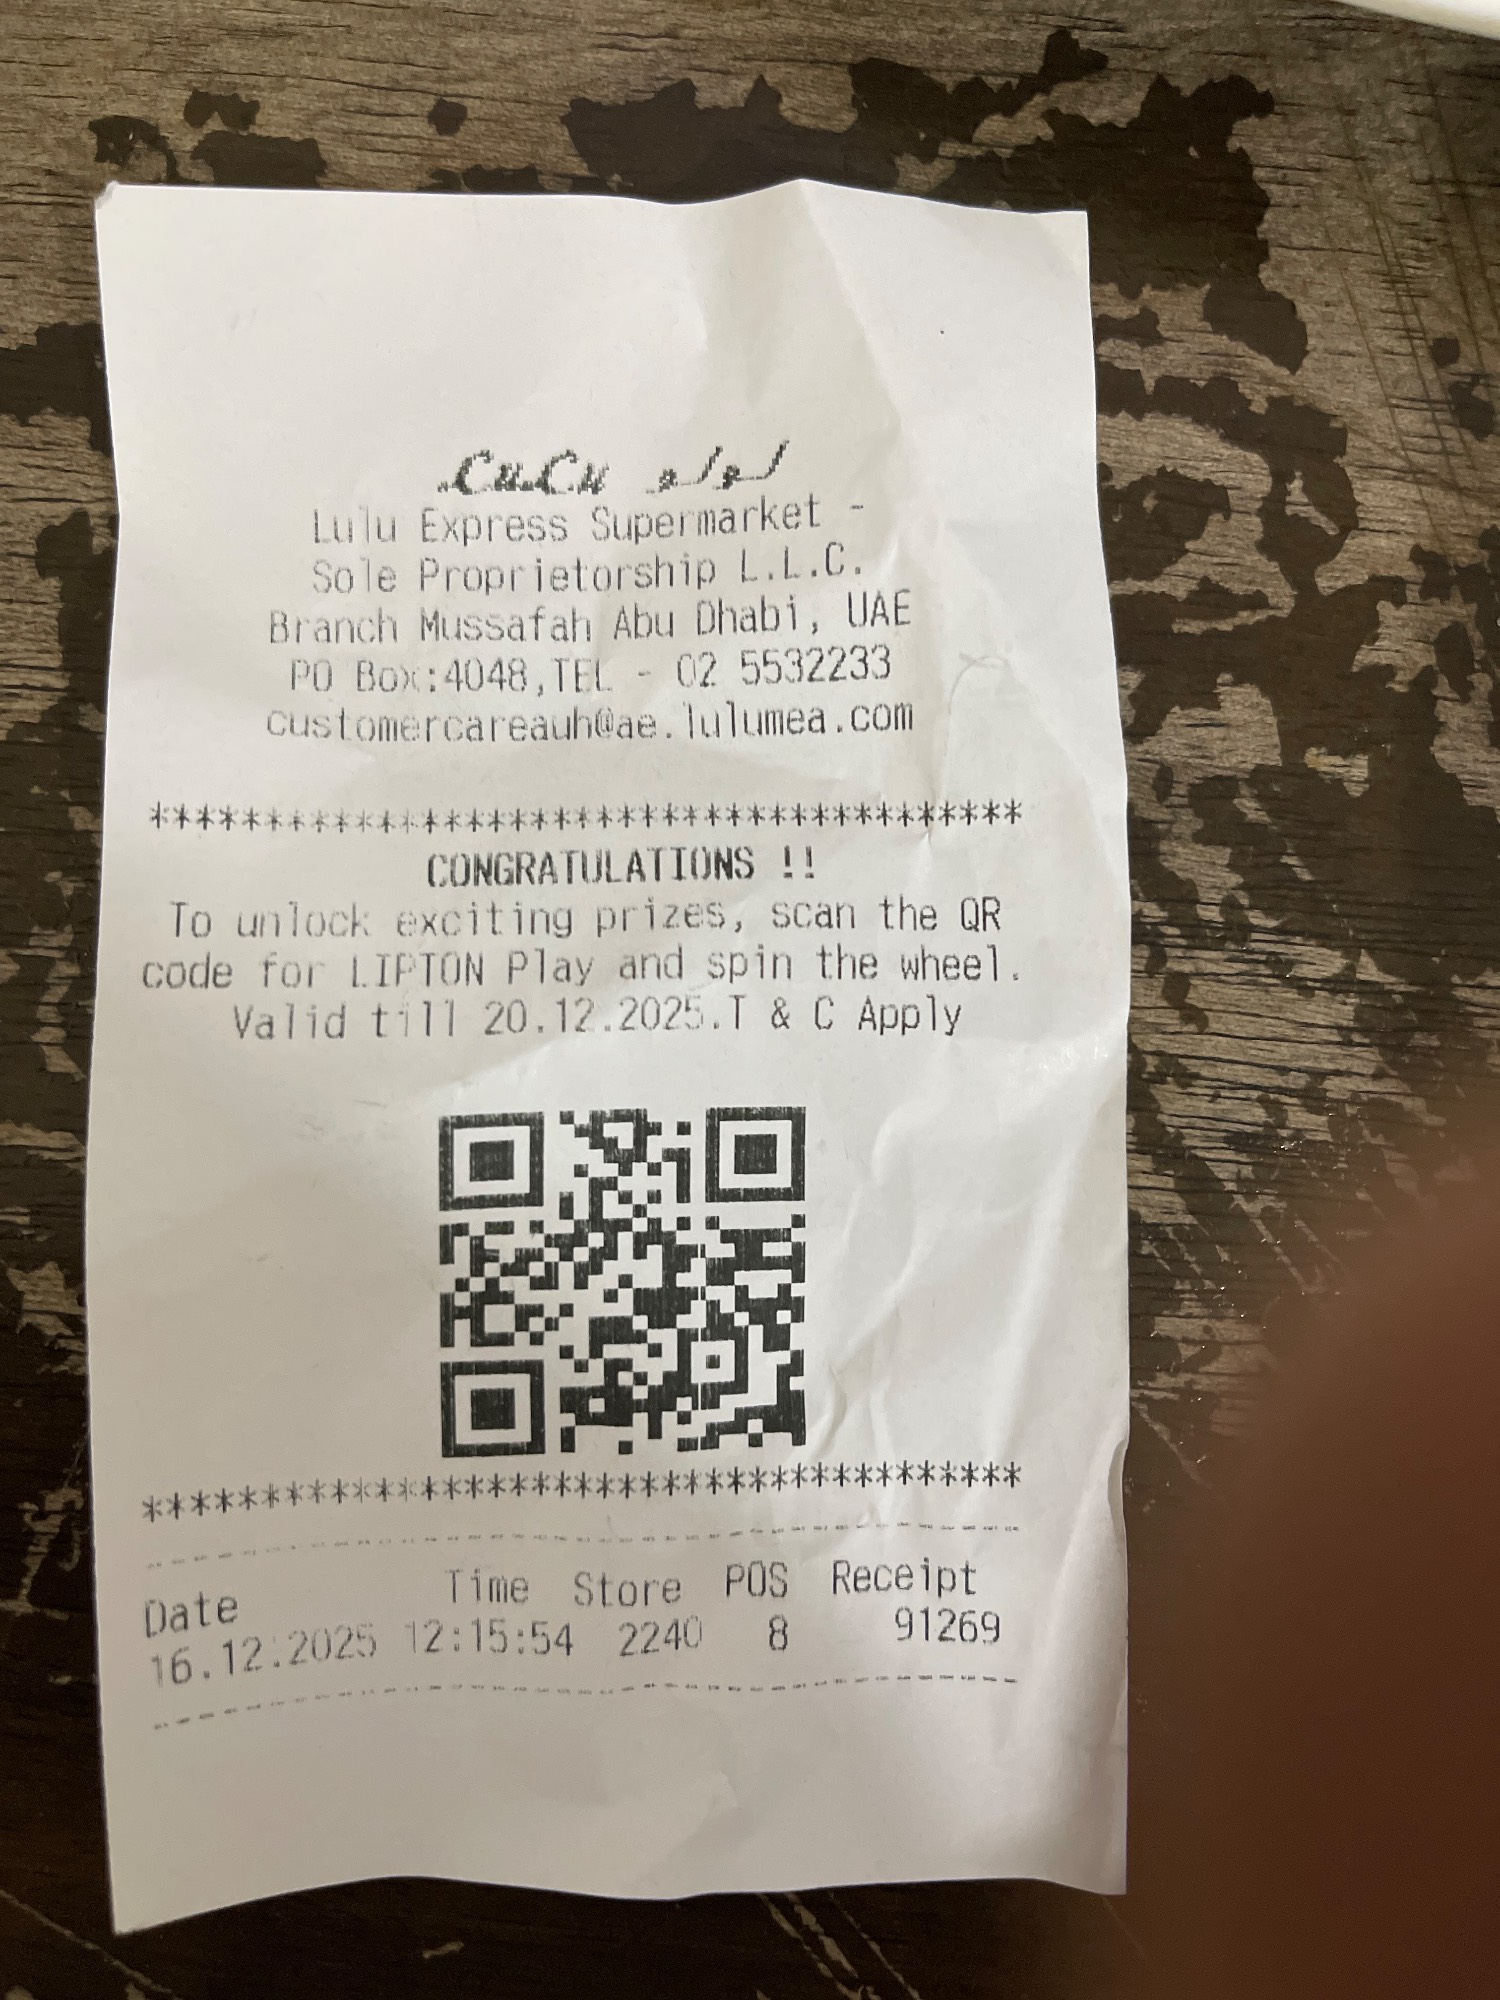 LuLu لولو
Lulu Express Supermarket -
Sole Proprietorship L.L.C.
Branch Mussafah Abu Dhabi, UAE
PO Box:4048,TEL - 02 5532233
customercareauh@ae.lulumea.com
****************************************
CONGRATULATIONS !!
To unlock exciting prizes, scan the QR
code for LIPTON Play and spin the wheel.
Valid till 20.12.2025.T & C Apply
****************************************
Date Time Store POS Receipt
16.12.2025 12:15:54 2240 8 91269